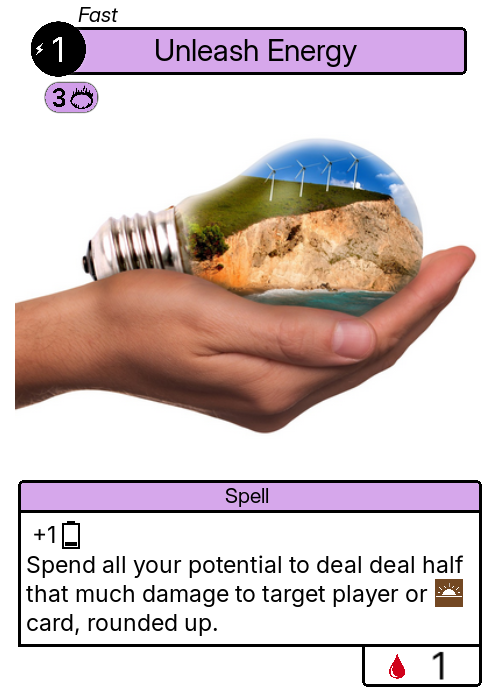 Fast
1
Unleash Energy
3
Spell
+1
Spend all your potential to deal deal half
that much damage to target player or
card, rounded up.
1